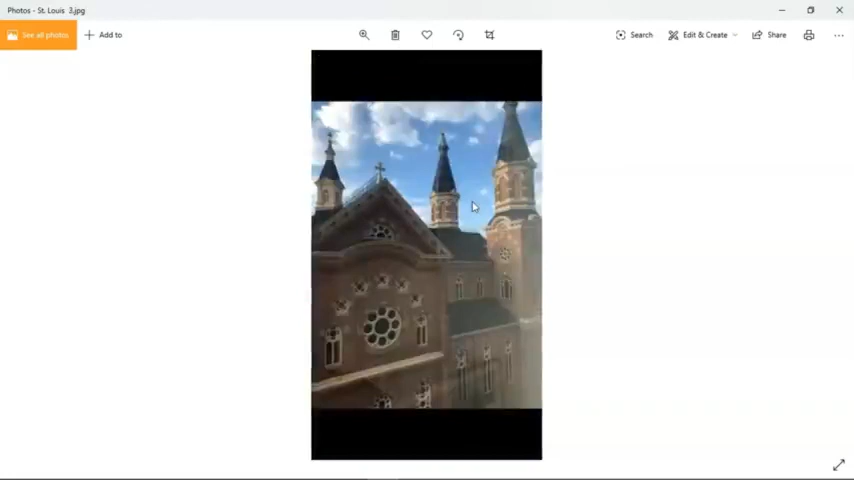 Photos - St. Louis 3.jpg
See all photos
Add to
Search
Edit & Create
Share